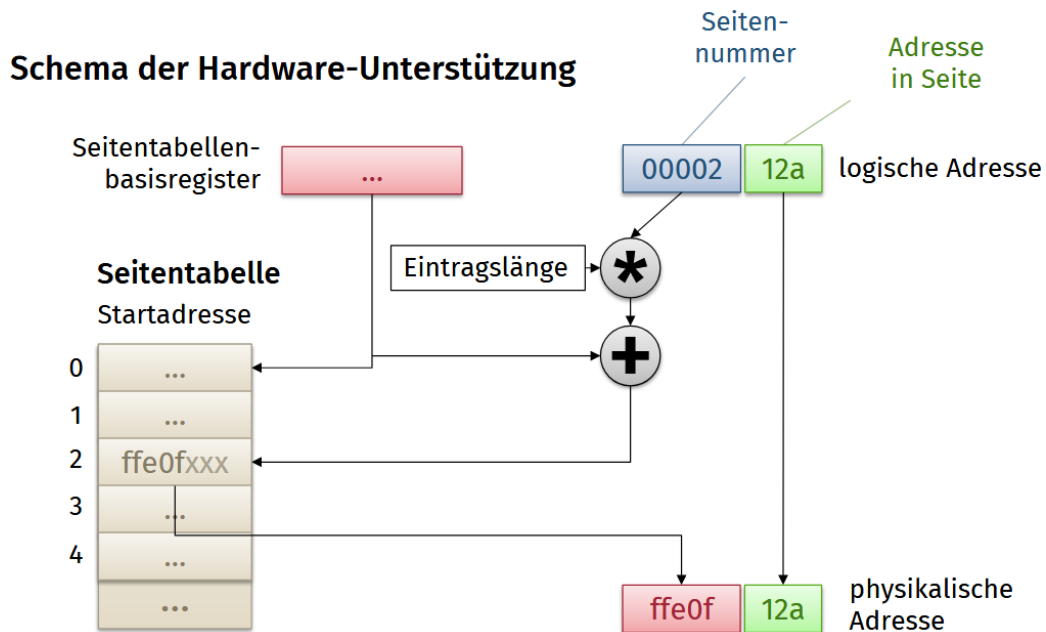 Schema der Hardware-Unterstützung
Seiten-
nummer
Adresse
in Seite
Seitentabellen-
basisregister
...
00002
12a
logische Adresse
Eintragslänge
*
+
Seitentabelle
Startadresse
0
...
1
...
2
ffe0fxxx
3
...
4
...
...
ffe0f
12a
physikalische
Adresse